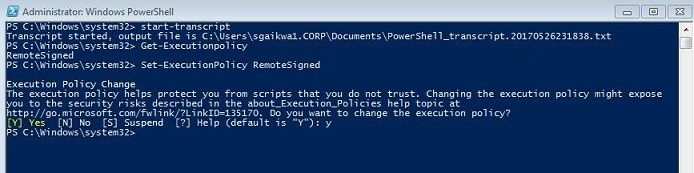 Administrator: Windows PowerShell
PS C:\Windows\system32> start-transcript
Transcript started, output file is C:\Users\sgaikwa1.CORP\Documents\PowerShell_transcript.20170526231838.txt
PS C:\Windows\system32> Get-Executionpolicy
RemoteSigned
PS C:\Windows\system32> Set-ExecutionPolicy RemoteSigned
Execution Policy Change
The execution policy helps protect you from scripts that you do not trust. Changing the execution policy might expose
you to the security risks described in the about_Execution_Policies help topic at
http://go.microsoft.com/fwlink/?LinkID=135170. Do you want to change the execution policy?
[Y] Yes  [N] No  [S] Suspend  [?] Help (default is "Y"): y
PS C:\Windows\system32>